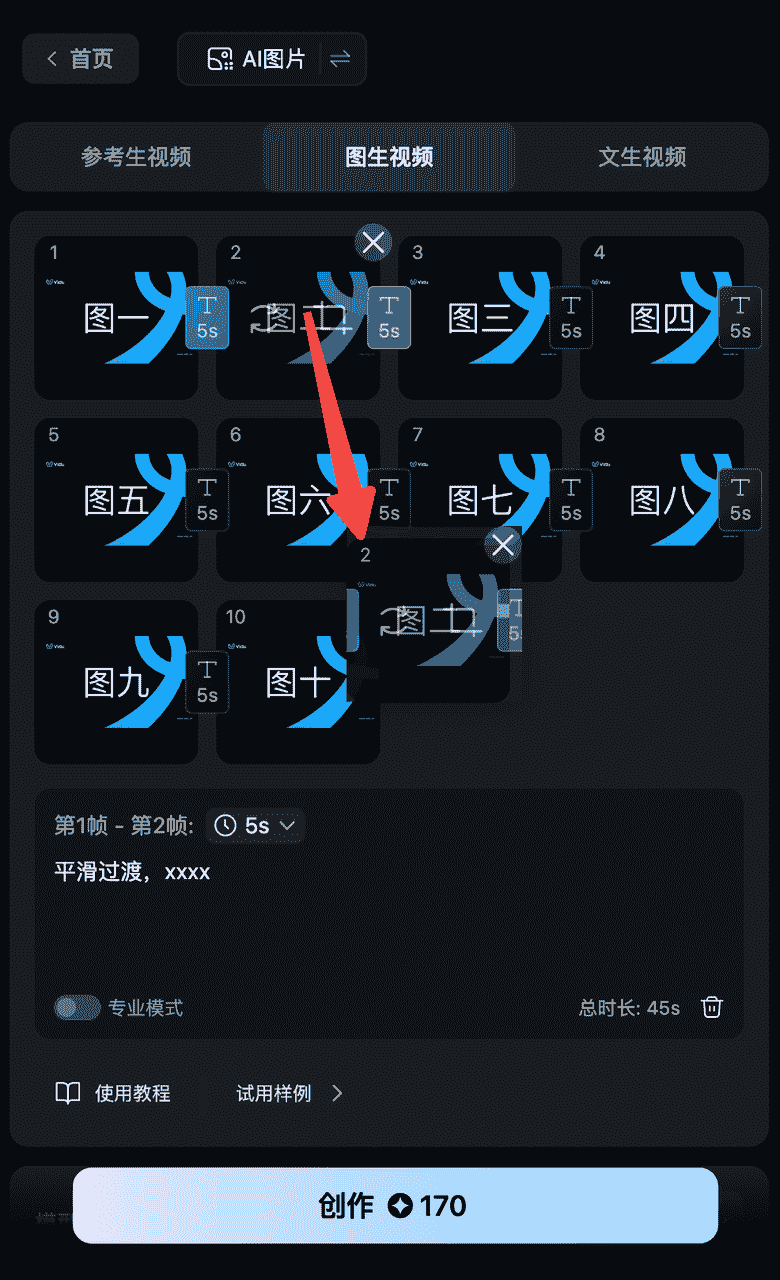 首页
AI图片
参考生视频
图生视频
文生视频
1
图一
T
5s
2
图二
T
5s
3
图三
T
5s
4
图四
T
5s
5
图五
T
5s
6
图六
T
5s
7
图七
T
5s
8
图八
T
5s
2
图二
9
图九
T
5s
10
图十
第1帧 - 第2帧:
5s
平滑过渡，xxxx
专业模式
总时长: 45s
使用教程
试用样例
创作 170